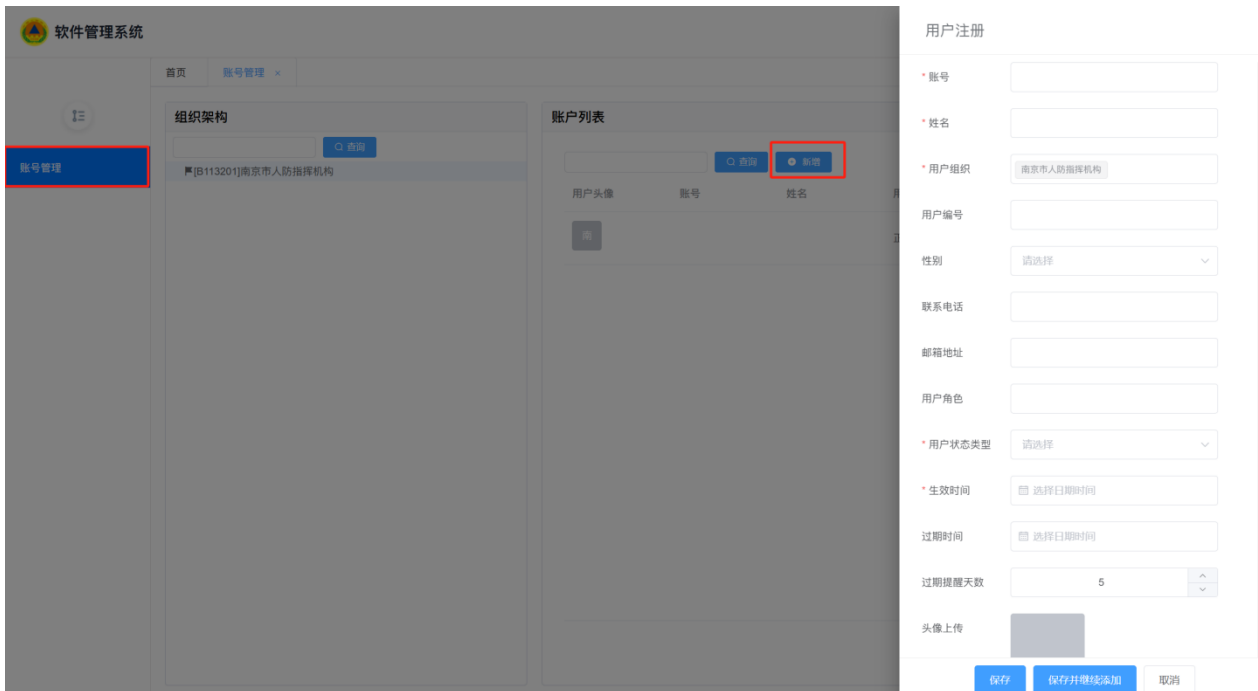 软件管理系统
首页
账号管理 ×
账号管理
组织架构
查询
[B113201]南京市人防指挥机构
账户列表
查询
新增
用户头像 账号 姓名
南
用户注册
* 账号
* 姓名
* 用户组织 南京市人防指挥机构
用户编号
性别 请选择
联系电话
邮箱地址
用户角色
* 用户状态类型 请选择
* 生效时间 选择日期时间
过期时间 选择日期时间
过期提醒天数 5
头像上传
保存 保存并继续添加 取消